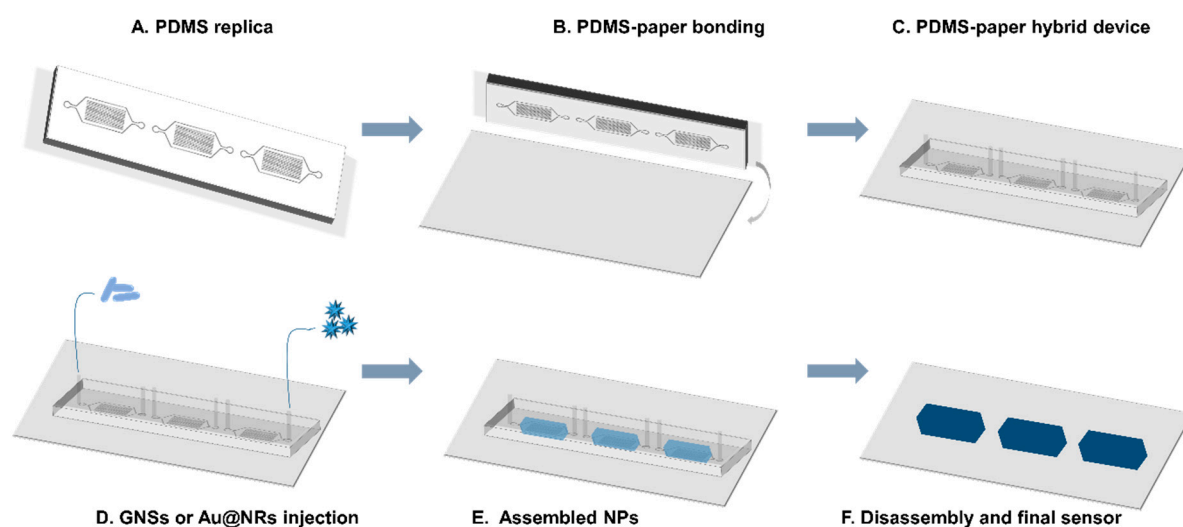 A. PDMS replica
B. PDMS-paper bonding
C. PDMS-paper hybrid device
D. GNSs or Au@NRs injection
E. Assembled NPs
F. Disassembly and final sensor